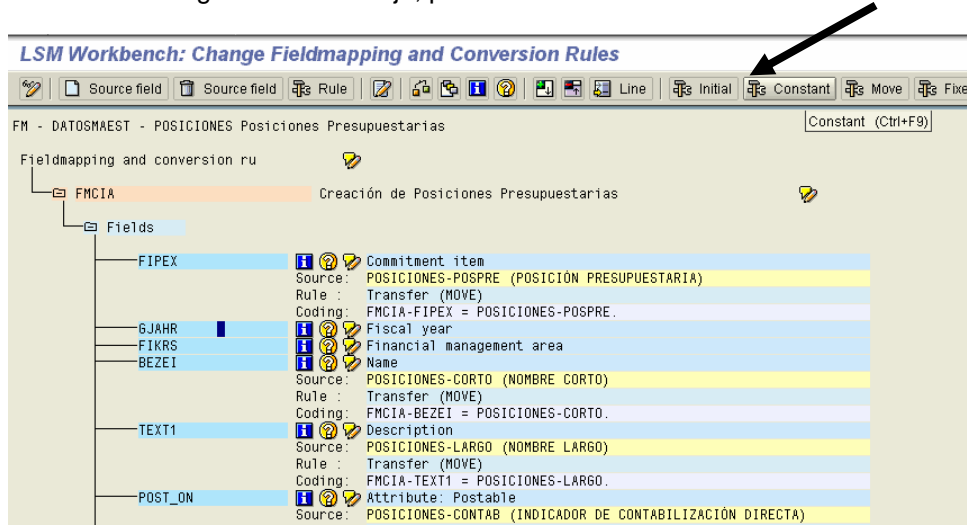 LSM Workbench: Change Fieldmapping and Conversion Rules
Source field Source field Rule Line Initial Constant Move Fixe
FM - DATOSMAEST - POSICIONES Posiciones Presupuestarias
Constant (Ctrl+F9)
Fieldmapping and conversion ru
FMCIA Creación de Posiciones Presupuestarias
Fields
FIPEX Commitment item
Source: POSICIONES-POSPRE (POSICIÓN PRESUPUESTARIA)
Rule : Transfer (MOVE)
Coding: FMCIA-FIPEX = POSICIONES-POSPRE.
GJAHR Fiscal year
FIKRS Financial management area
BEZEI Name
Source: POSICIONES-CORTO (NOMBRE CORTO)
Rule : Transfer (MOVE)
Coding: FMCIA-BEZEI = POSICIONES-CORTO.
TEXT1 Description
Source: POSICIONES-LARGO (NOMBRE LARGO)
Rule : Transfer (MOVE)
Coding: FMCIA-TEXT1 = POSICIONES-LARGO.
POST_ON Attribute: Postable
Source: POSICIONES-CONTAB (INDICADOR DE CONTABILIZACIÓN DIRECTA)